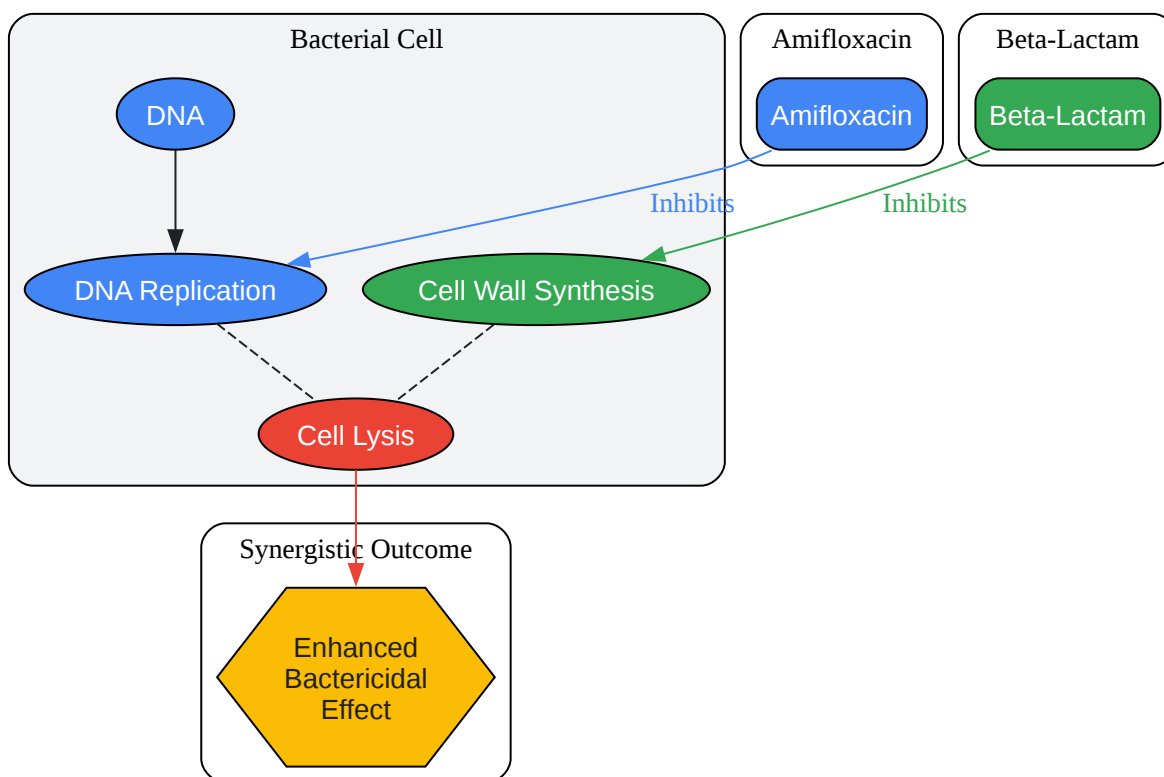 Bacterial Cell
Amifloxacin
Beta-Lactam
DNA
Amifloxacin
Beta-Lactam
Inhibits
Inhibits
DNA Replication
Cell Wall Synthesis
Cell Lysis
Synergistic Outcome
Enhanced
Bactericidal
Effect